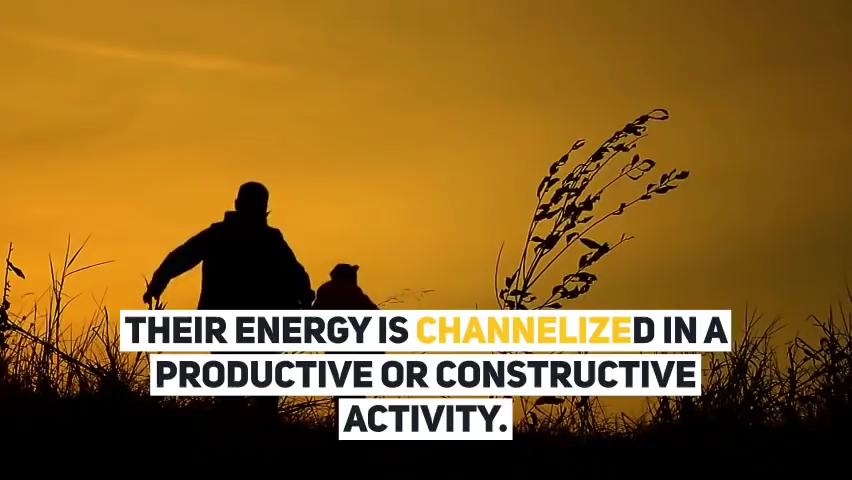 THEIR ENERGY IS CHANNELIZED IN A
PRODUCTIVE OR CONSTRUCTIVE
ACTIVITY.